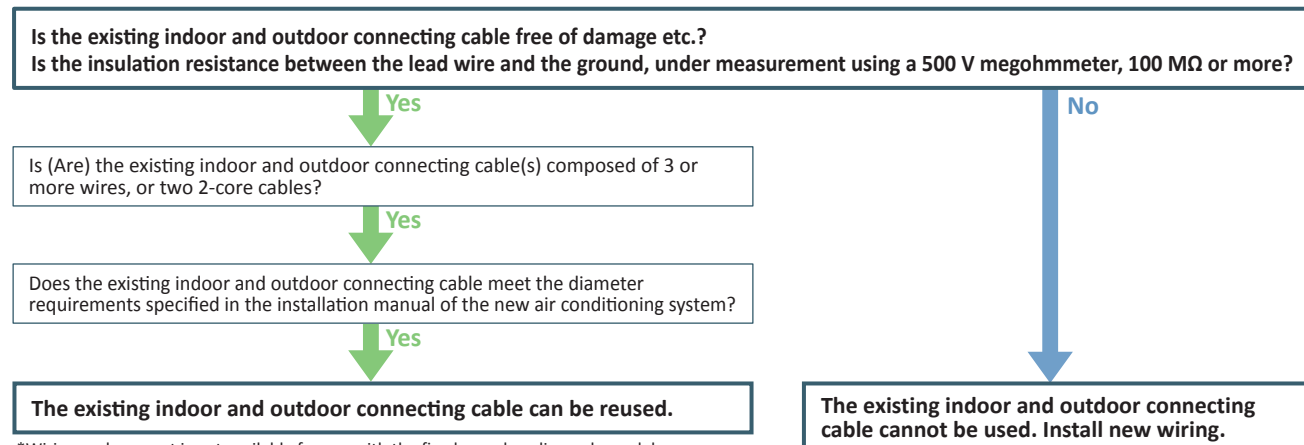 Is the existing indoor and outdoor connecting cable free of damage etc.?
Is the insulation resistance between the lead wire and the ground, under measurement using a 500 V megohmmeter, 100 MΩ or more?
Yes
No
Is (Are) the existing indoor and outdoor connecting cable(s) composed of 3 or
more wires, or two 2-core cables?
Yes
Does the existing indoor and outdoor connecting cable meet the diameter
requirements specified in the installation manual of the new air conditioning system?
Yes
The existing indoor and outdoor connecting cable can be reused.
The existing indoor and outdoor connecting
cable cannot be used. Install new wiring.